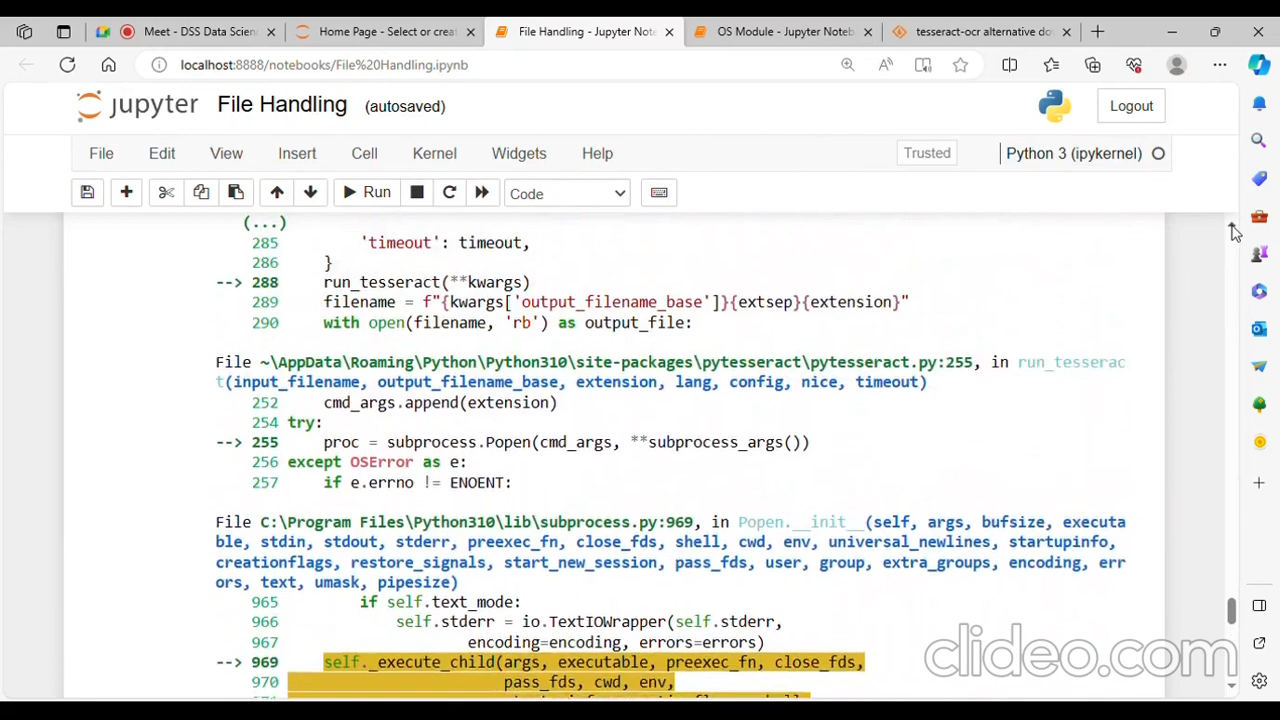 Meet - DSS Data Scien
Home Page - Select or crea
File Handling - Jupyter Note
OS Module - Jupyter Noteb
tesseract-ocr alternative do
localhost:8888/notebooks/File%20Handling.ipynb
jupyter File Handling (autosaved)
Logout
File Edit View Insert Cell Kernel Widgets Help
Trusted
Python 3 (ipykernel)
Run
Code
(...)
285 'timeout': timeout,
286 }
--> 288 run_tesseract(**kwargs)
289 filename = f"{kwargs['output_filename_base']}{extsep}{extension}"
290 with open(filename, 'rb') as output_file:
File ~\AppData\Roaming\Python\Python310\site-packages\pytesseract\pytesseract.py:255, in run_tesserac
t(input_filename, output_filename_base, extension, lang, config, nice, timeout)
252 cmd_args.append(extension)
254 try:
--> 255 proc = subprocess.Popen(cmd_args, **subprocess_args())
256 except OSError as e:
257 if e.errno != ENOENT:
File C:\Program Files\Python310\lib\subprocess.py:969, in Popen.__init__(self, args, bufsize, executa
ble, stdin, stdout, stderr, preexec_fn, close_fds, shell, cwd, env, universal_newlines, startupinfo,
creationflags, restore_signals, start_new_session, pass_fds, user, group, extra_groups, encoding, err
ors, text, umask, pipesize)
965 if self.text_mode:
966 self.stderr = io.TextIOWrapper(self.stderr,
967 encoding=encoding, errors=errors)
--> 969 self._execute_child(args, executable, preexec_fn, close_fds,
970 pass_fds, cwd, env,
clideo.com